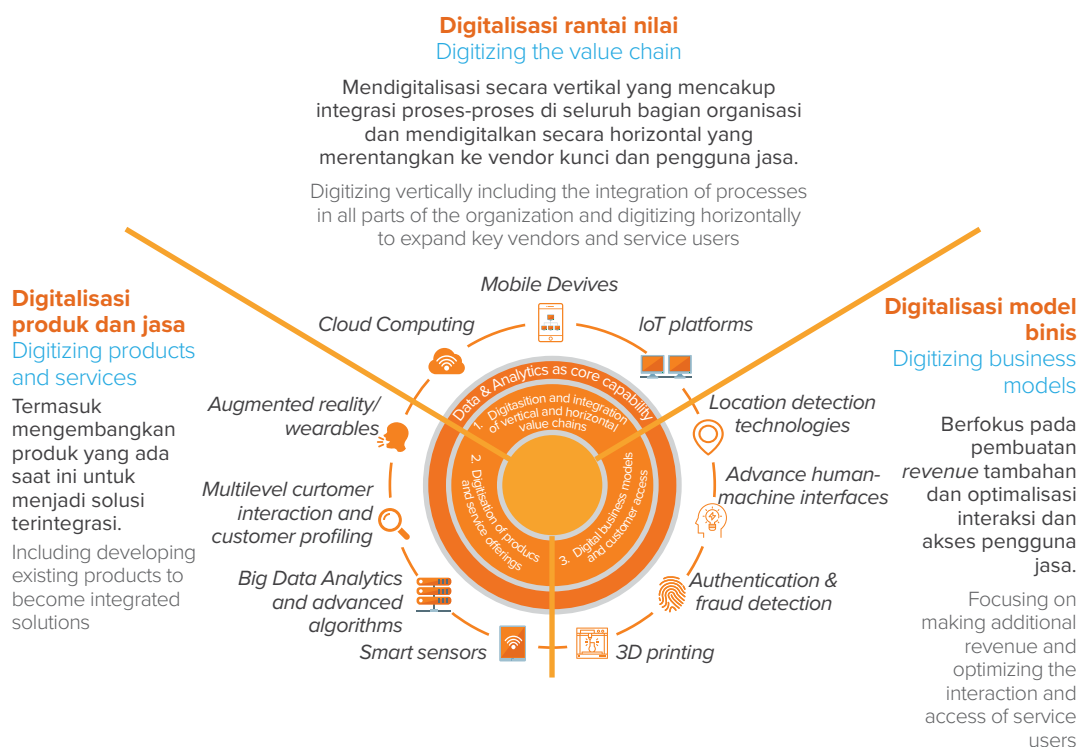 Digitalisasi rantai nilai
Digitizing the value chain
Mendigitalisasi secara vertikal yang mencakup
integrasi proses-proses di seluruh bagian organisasi
dan mendigitalkan secara horizontal yang
merentangkan ke vendor kunci dan pengguna jasa.
Digitizing vertically including the integration of processes
in all parts of the organization and digitizing horizontally
to expand key vendors and service users
Digitalisasi
produk dan jasa
Digitizing products
and services
Termasuk
mengembangkan
produk yang ada
saat ini untuk
menjadi solusi
terintegrasi.
Including developing
existing products to
become integrated
solutions
Mobile Devives
Cloud Computing
IoT platforms
Augmented reality/
wearables
Location detection
technologies
Multilevel curtomer
interaction and
customer profiling
Advance human-
machine interfaces
Big Data Analytics
and advanced
algorithms
Authentication &
fraud detection
Smart sensors
3D printing
Data & Analytics as core capability
1. Digitasition and integration
of vertical and horizontal
value chains
2. Digitisation of producs
and service offerings
3. Digital business models
and customer access
Digitalisasi model
binis
Digitizing business
models
Berfokus pada
pembuatan
revenue tambahan
dan optimalisasi
interaksi dan
akses pengguna
jasa.
Focusing on
making additional
revenue and
optimizing the
interaction and
access of service
users